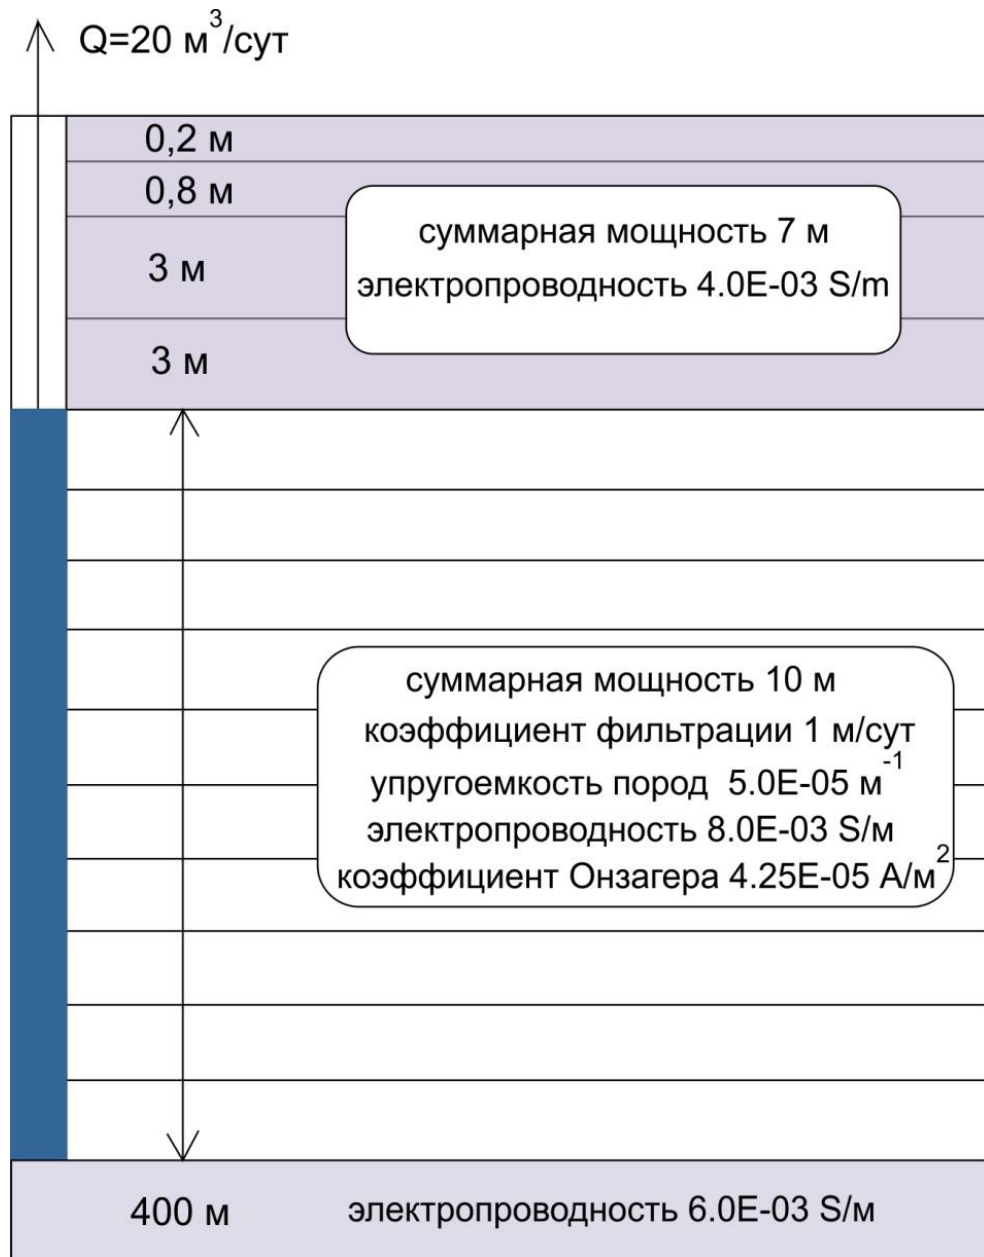 Q=20 м³/сут
0,2 м
0,8 м
3 м
3 м
суммарная мощность 7 м
электропроводность 4.0E-03 S/m
суммарная мощность 10 м
коэффициент фильтрации 1 м/сут
упругоемкость пород 5.0E-05 м⁻¹
электропроводность 8.0E-03 S/м
коэффициент Онзагера 4.25E-05 А/м²
400 м электропроводность 6.0E-03 S/м